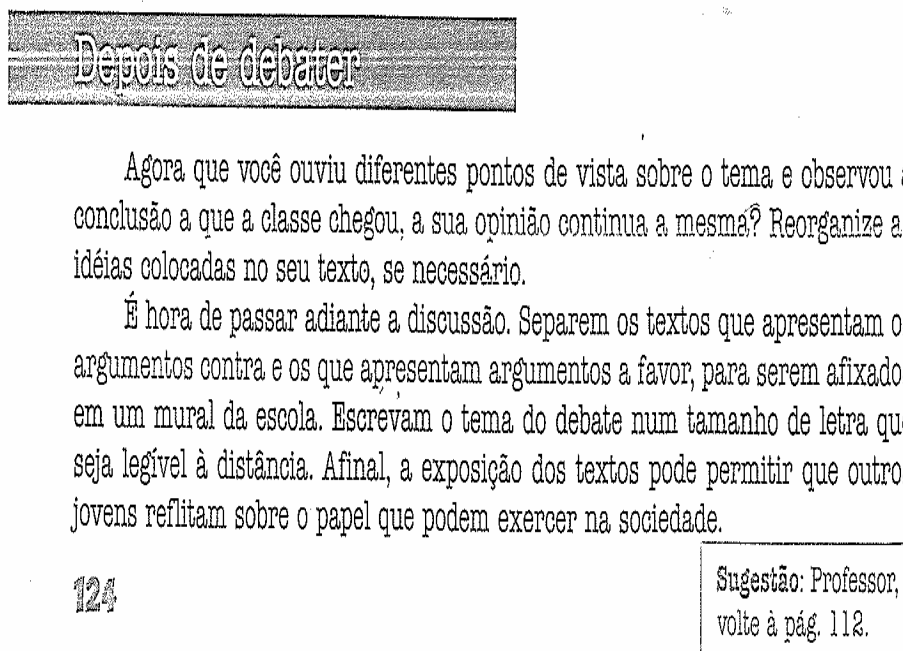 Depois de debater
Agora que você ouviu diferentes pontos de vista sobre o tema e observou a
conclusão a que a classe chegou, a sua opinião continua a mesma? Reorganize a
idéias colocadas no seu texto, se necessário.
É hora de passar adiante a discussão. Separem os textos que apresentam o
argumentos contra e os que apresentam argumentos a favor, para serem afixado
em um mural da escola. Escrevam o tema do debate num tamanho de letra que
seja legível à distância. Afinal, a exposição dos textos pode permitir que outro
jovens reflitam sobre o papel que podem exercer na sociedade.
124
Sugestão: Professor,
volte à pág. 112.